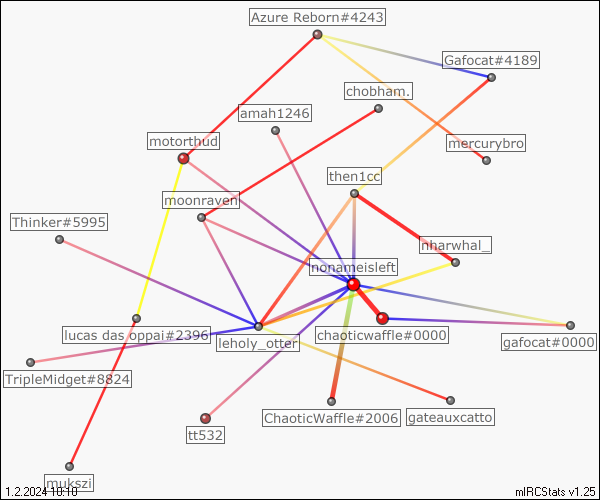 Azure Reborn#4243
Gafocat#4189
chobham.
amah1246
motorthud
mercurybro
then1cc
moonraven
Thinker#5995
nharwhal_
nonameisleft
lucas das oppai#2396
leholy_otter
chaoticwaffle#0000
gafocat#0000
TripleMidget#8824
ChaoticWaffle#2006
gateauxcatto
tt532
mukszi
1.2.2024 10:10
mIRCStats v1.25